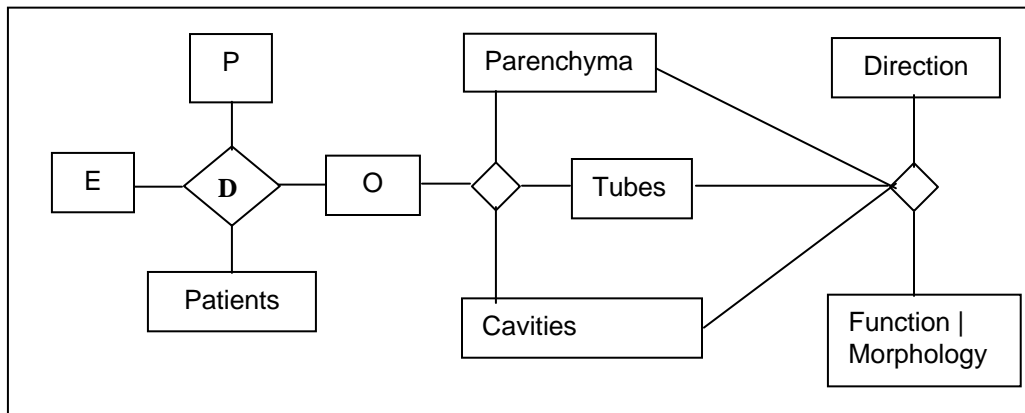 P
Parenchyma
Direction
E
D
O
Tubes
Patients
Cavities
Function |
Morphology